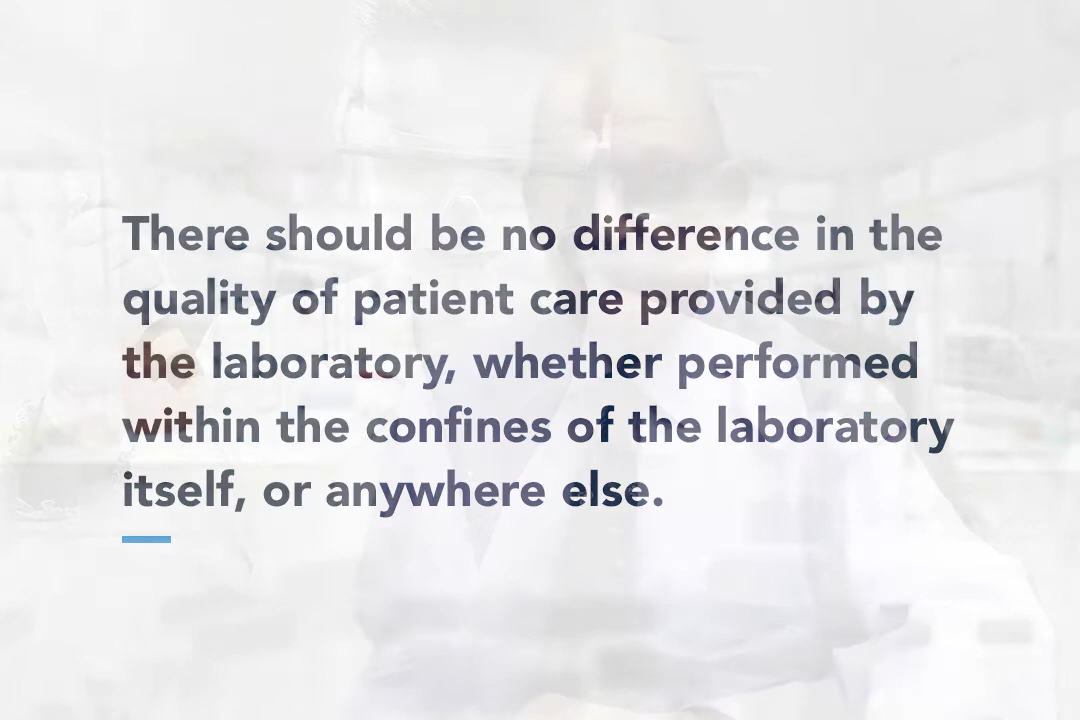 There should be no difference in the
quality of patient care provided by
the laboratory, whether performed
within the confines of the laboratory
itself, or anywhere else.